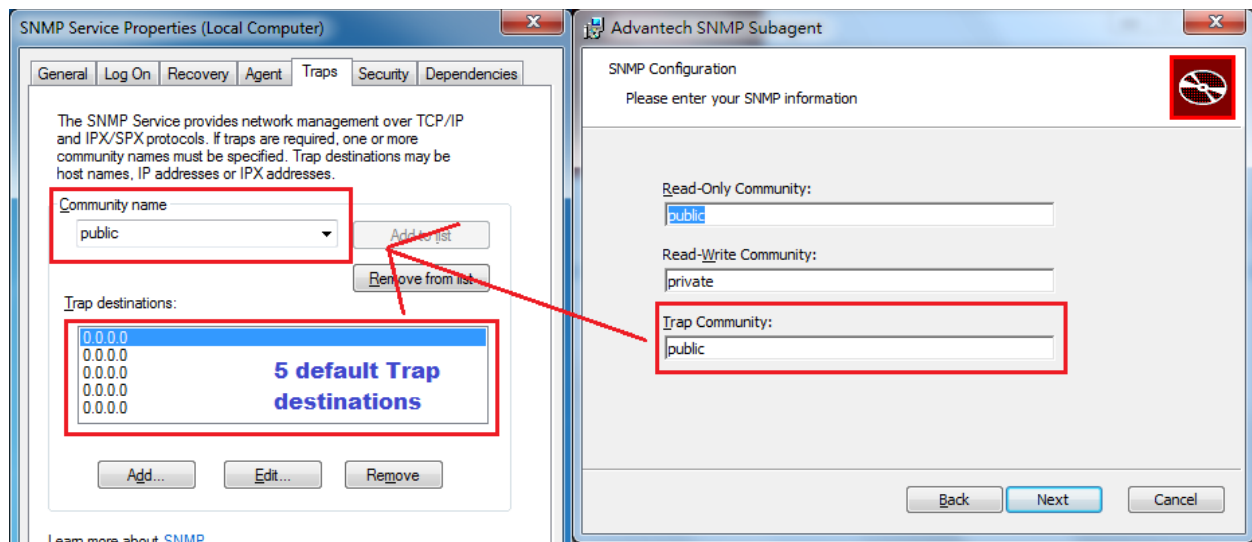 SNMP Service Properties (Local Computer)
General Log On Recovery Agent Traps Security Dependencies
The SNMP Service provides network management over TCP/IP
and IPX/SPX protocols. If traps are required, one or more
community names must be specified. Trap destinations may be
host names, IP addresses or IPX addresses.
Community name
public
Add to list
Remove from list
Trap destinations:
0.0.0.0
0.0.0.0
0.0.0.0
0.0.0.0
0.0.0.0
5 default Trap
destinations
Add...
Edit...
Remove
Learn more about SNMP
Advantech SNMP Subagent
SNMP Configuration
Please enter your SNMP information
Read-Only Community:
public
Read-Write Community:
private
Trap Community:
public
Back
Next
Cancel